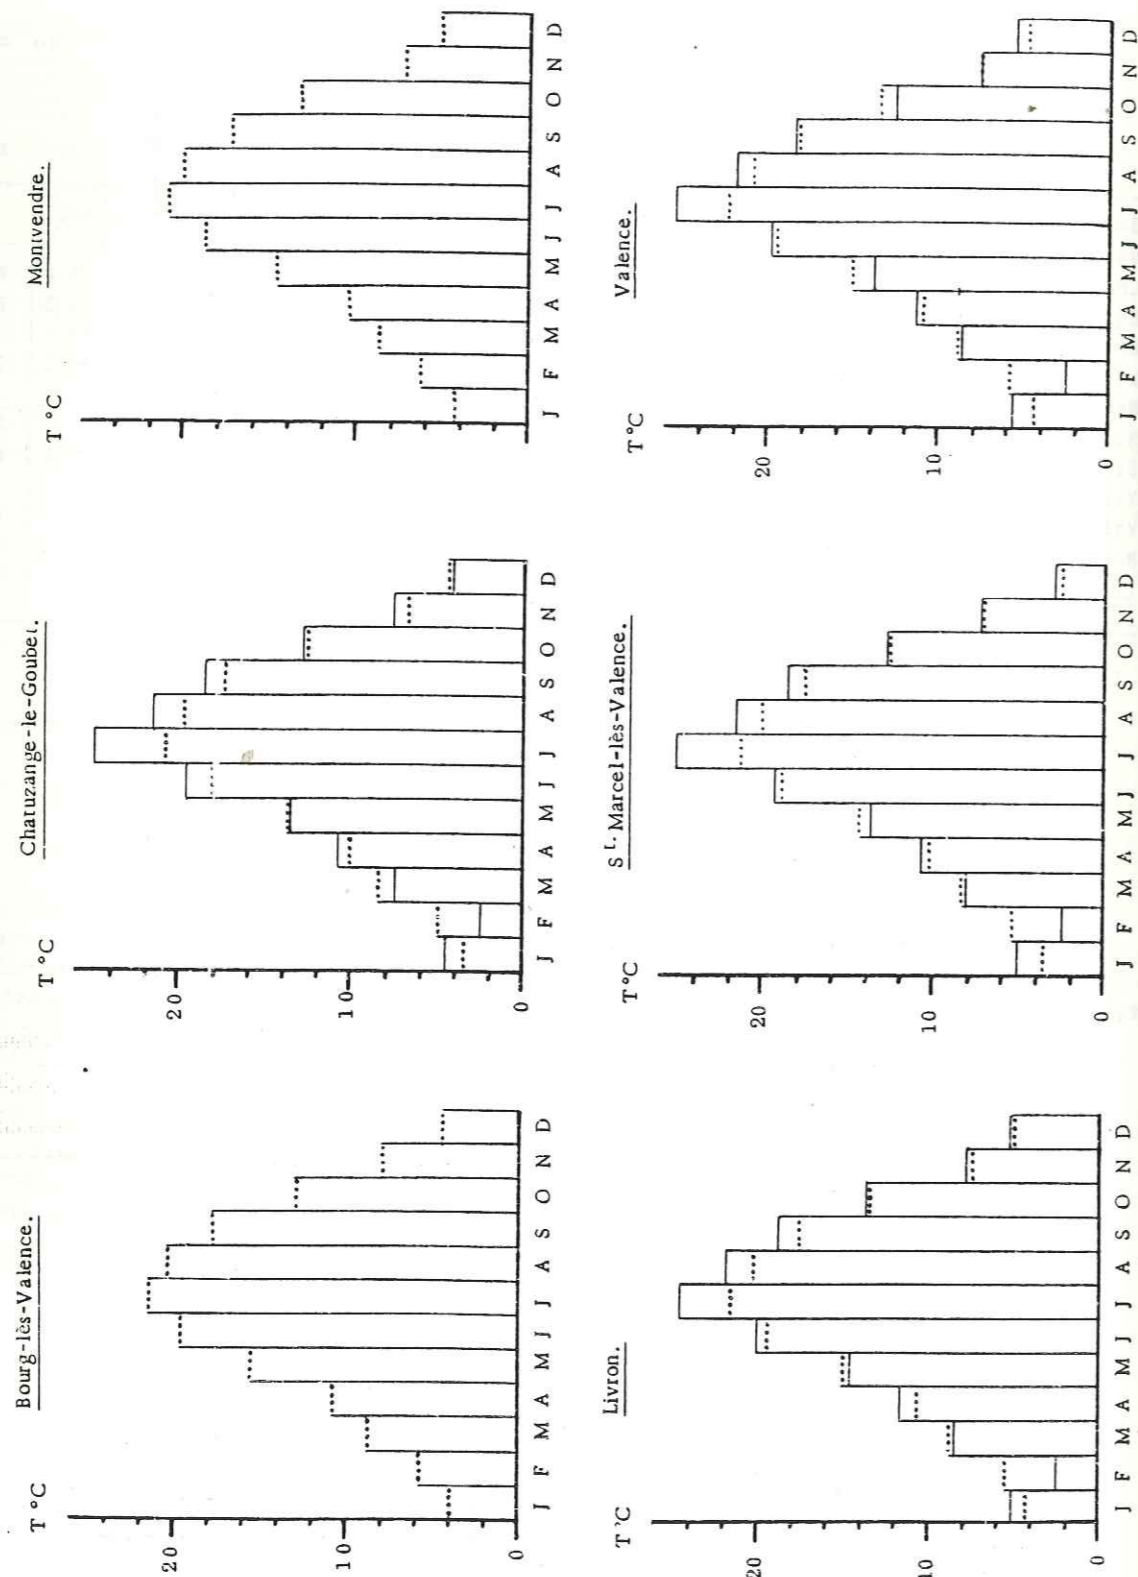 Bourg-lès-Valence.
T °C
20
10
0
J F M A M J J A S O N D
Chatuzange-le-Goubet.
T °C
20
10
0
J F M A M J J A S O N D
Montvendre.
T °C
J F M A M J J A S O N D
Livron.
T °C
20
10
0
J F M A M J J A S O N D
St. Marcel-lès-Valence.
T °C
20
10
0
J F M A M J J A S O N D
Valence.
T °C
20
10
0
J F M A M J J A S O N D